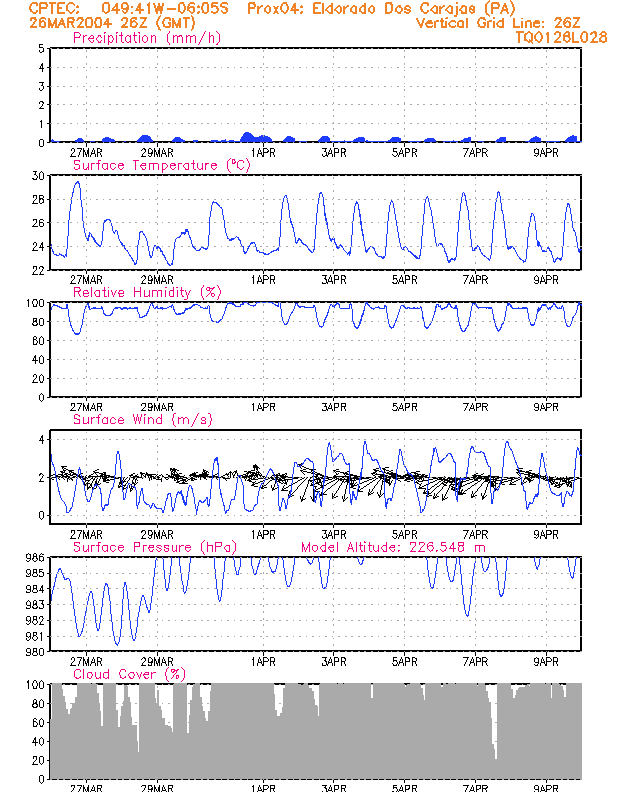 CPTEC: 049:41W-06:05S Prox04: Eldorado Dos Carajas (PA)
26MAR2004 26Z (GMT) Vertical Grid Line: 26Z
Precipitation (mm/h) TQ0126L028
5
4
3
2
1
0
27MAR 29MAR 1APR 3APR 5APR 7APR 9APR
Surface Temperature (°C)
30
28
26
24
22
27MAR 29MAR 1APR 3APR 5APR 7APR 9APR
Relative Humidity (%)
100
80
60
40
20
0
27MAR 29MAR 1APR 3APR 5APR 7APR 9APR
Surface Wind (m/s)
4
2
0
27MAR 29MAR 1APR 3APR 5APR 7APR 9APR
Surface Pressure (hPa) Model Altitude: 226.548 m
986
985
984
983
982
981
980
27MAR 29MAR 1APR 3APR 5APR 7APR 9APR
Cloud Cover (%)
100
80
60
40
20
0
27MAR 29MAR 1APR 3APR 5APR 7APR 9APR